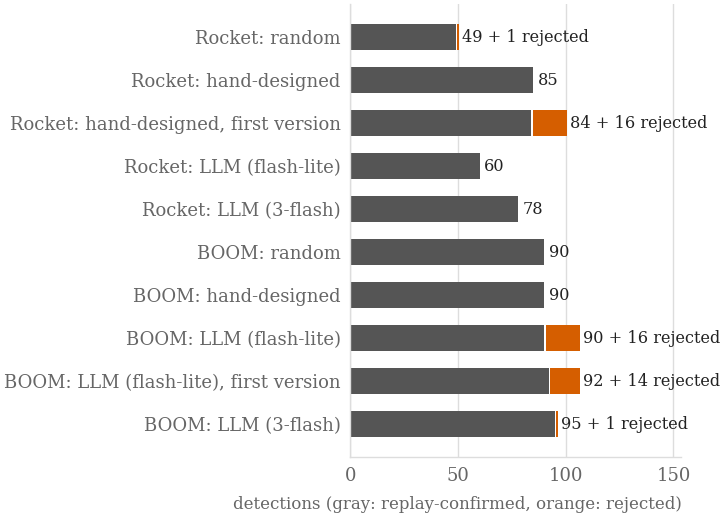 Rocket: random 49 + 1 rejected
Rocket: hand-designed 85
Rocket: hand-designed, first version 84 + 16 rejected
Rocket: LLM (flash-lite) 60
Rocket: LLM (3-flash) 78
BOOM: random 90
BOOM: hand-designed 90
BOOM: LLM (flash-lite) 90 + 16 rejected
BOOM: LLM (flash-lite), first version 92 + 14 rejected
BOOM: LLM (3-flash) 95 + 1 rejected
0 50 100 150
detections (gray: replay-confirmed, orange: rejected)